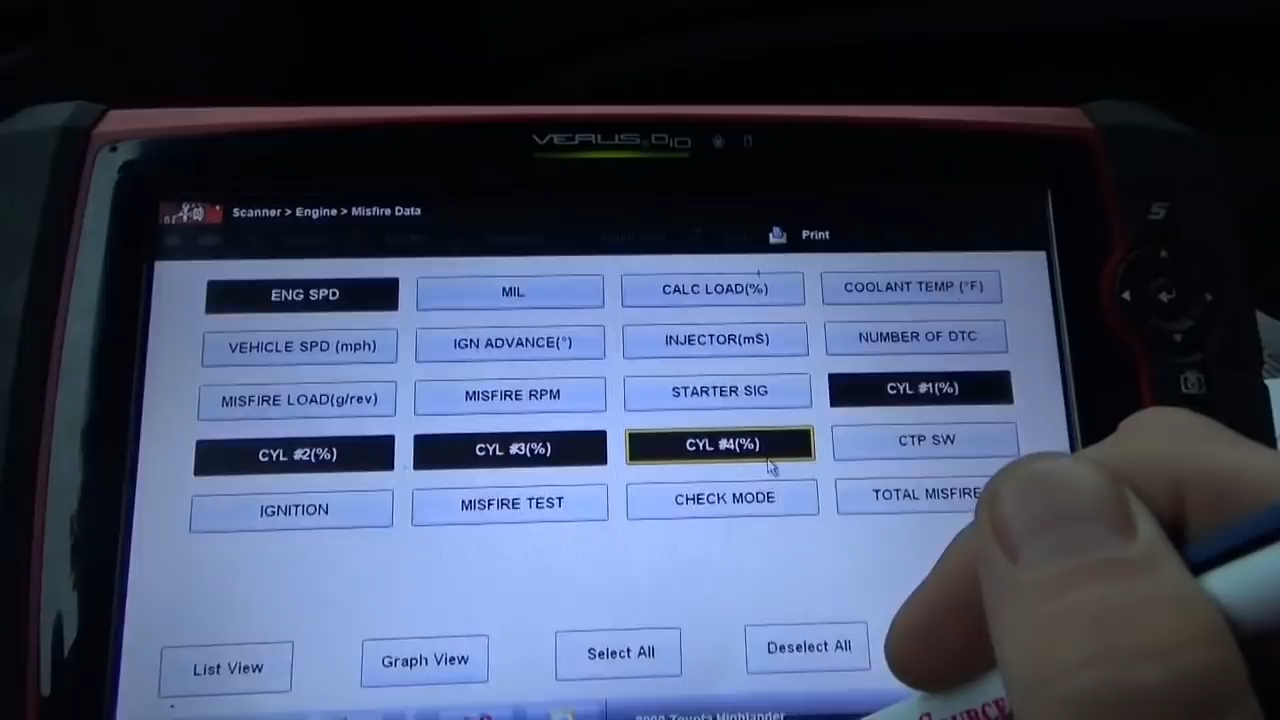 VERUS PRO
S
Scanner > Engine > Misfire Data
Print
ENG SPD
MIL
CALC LOAD(%)
COOLANT TEMP (°F)
VEHICLE SPD (mph)
IGN ADVANCE(°)
INJECTOR(mS)
NUMBER OF DTC
MISFIRE LOAD(g/rev)
MISFIRE RPM
STARTER SIG
CYL #1(%)
CYL #2(%)
CYL #3(%)
CYL #4(%)
CTP SW
IGNITION
MISFIRE TEST
CHECK MODE
TOTAL MISFIRE
List View
Graph View
Select All
Deselect All
Toyota Highlander
SOURCE